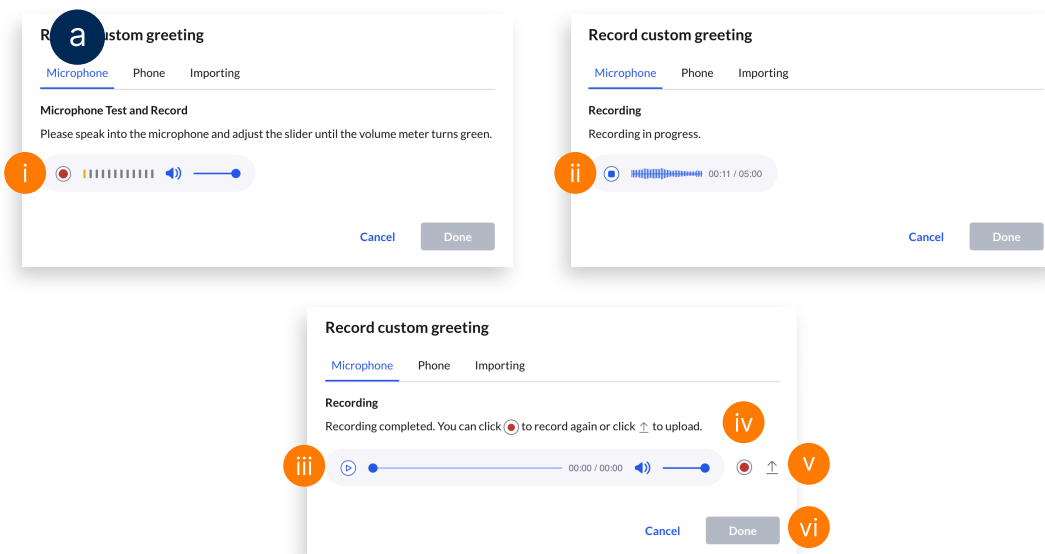 a
R stom greeting
Microphone Phone Importing
Microphone Test and Record
Please speak into the microphone and adjust the slider until the volume meter turns green.
i
Cancel Done
Record custom greeting
Microphone Phone Importing
Recording
Recording in progress.
ii 00:11 / 05:00
Cancel Done
Record custom greeting
Microphone Phone Importing
Recording
Recording completed. You can click to record again or click to upload.
iv
iii 00:00 / 00:00 v
Cancel Done vi